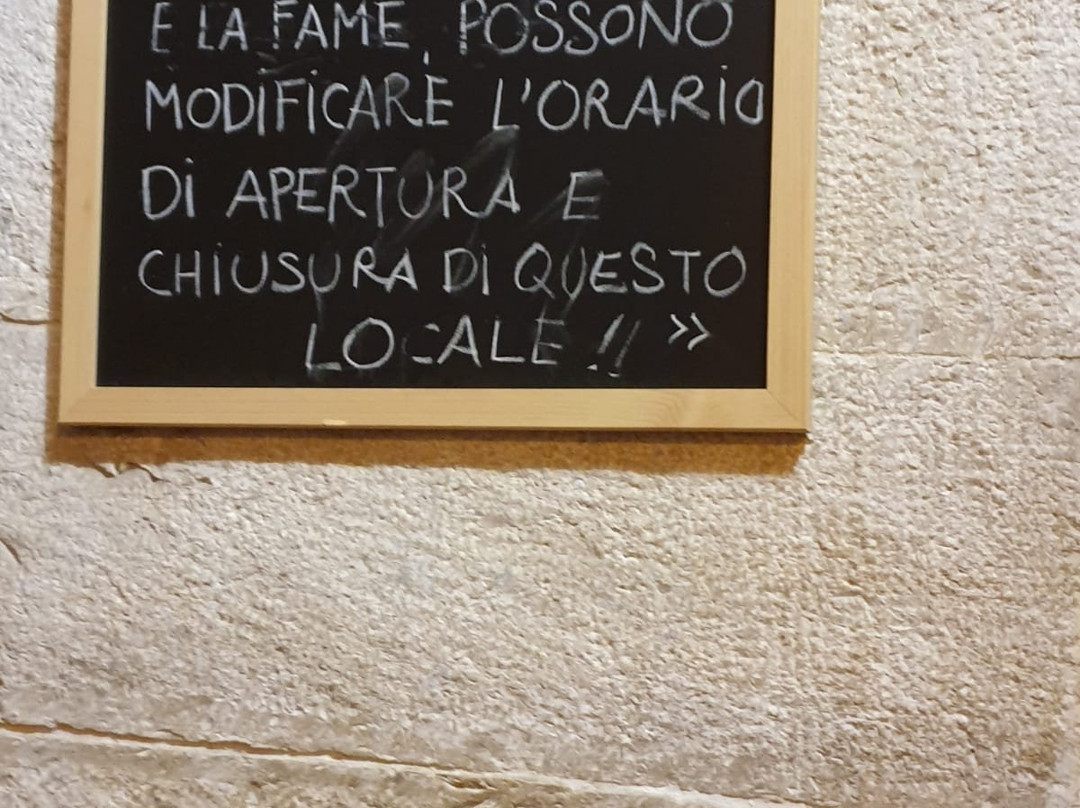 E LA FAME, POSSONO
MODIFICARE L'ORARIO
DI APERTURA E
CHIUSURA DI QUESTO
LOCALE !! »